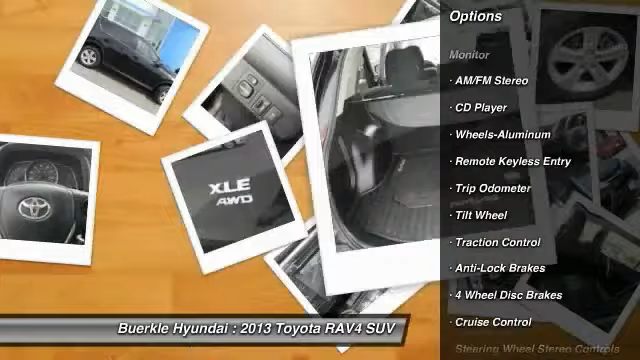 Options
Monitor
· AM/FM Stereo
· CD Player
· Wheels-Aluminum
· Remote Keyless Entry
· Trip Odometer
· Tilt Wheel
· Traction Control
· Anti-Lock Brakes
· 4 Wheel Disc Brakes
· Cruise Control
· Steering Wheel Stereo Controls
XLE
AWD
Buerkle Hyundai : 2013 Toyota RAV4 SUV